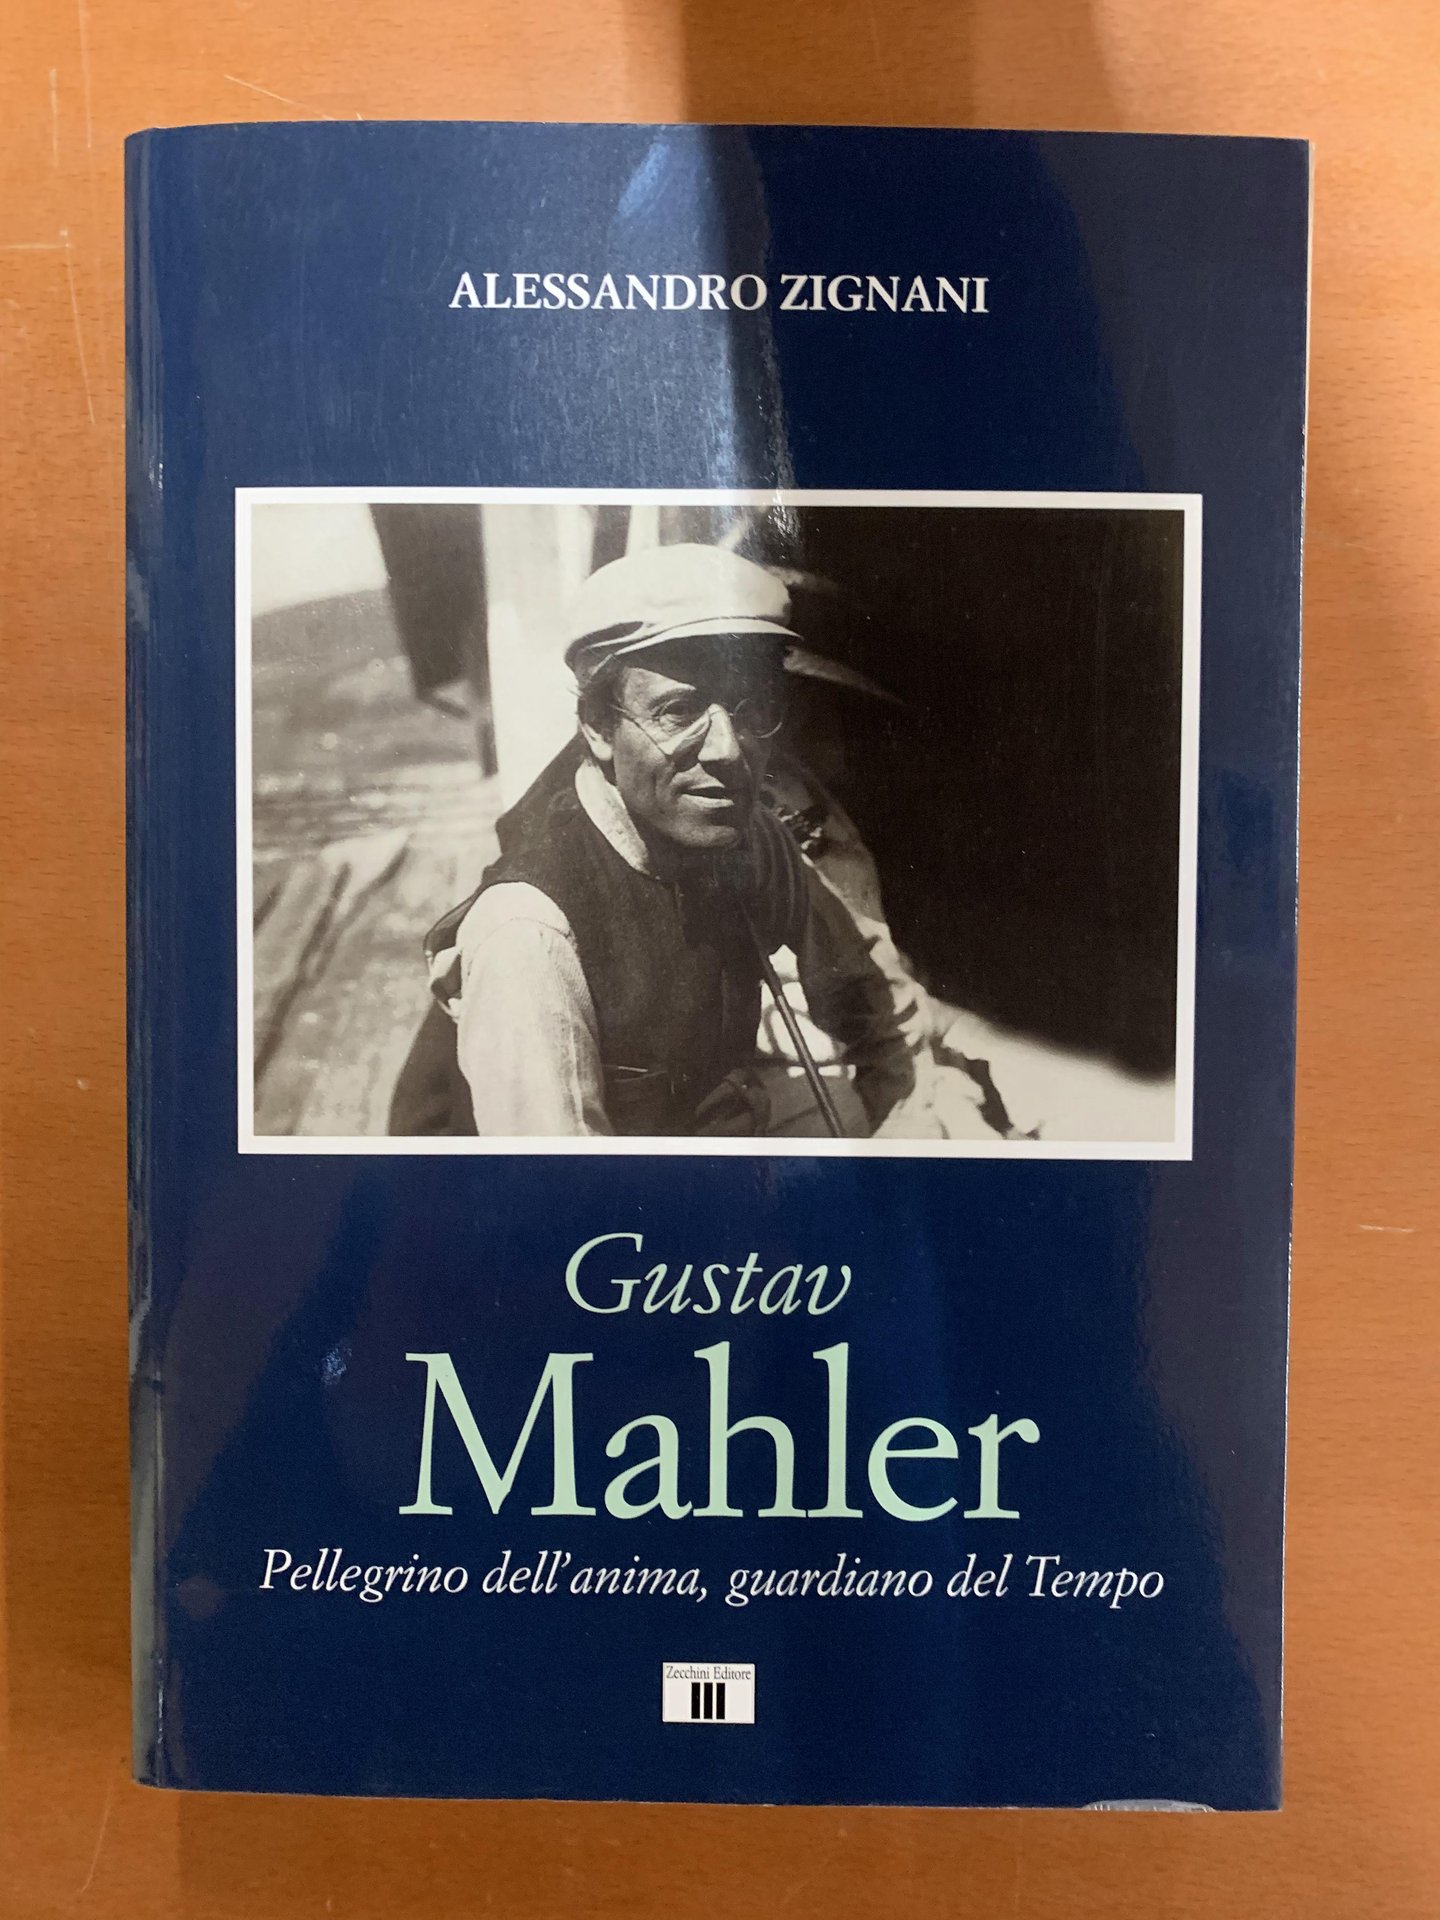 ALESSANDRO ZIGNANI
Gustav
Mahler
Pellegrino dell'anima, guardiano del Tempo
Zecchini Editore